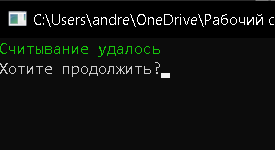 C:\Users\andre\OneDrive\Рабочий с
Считывание удалось
Хотите продолжить?